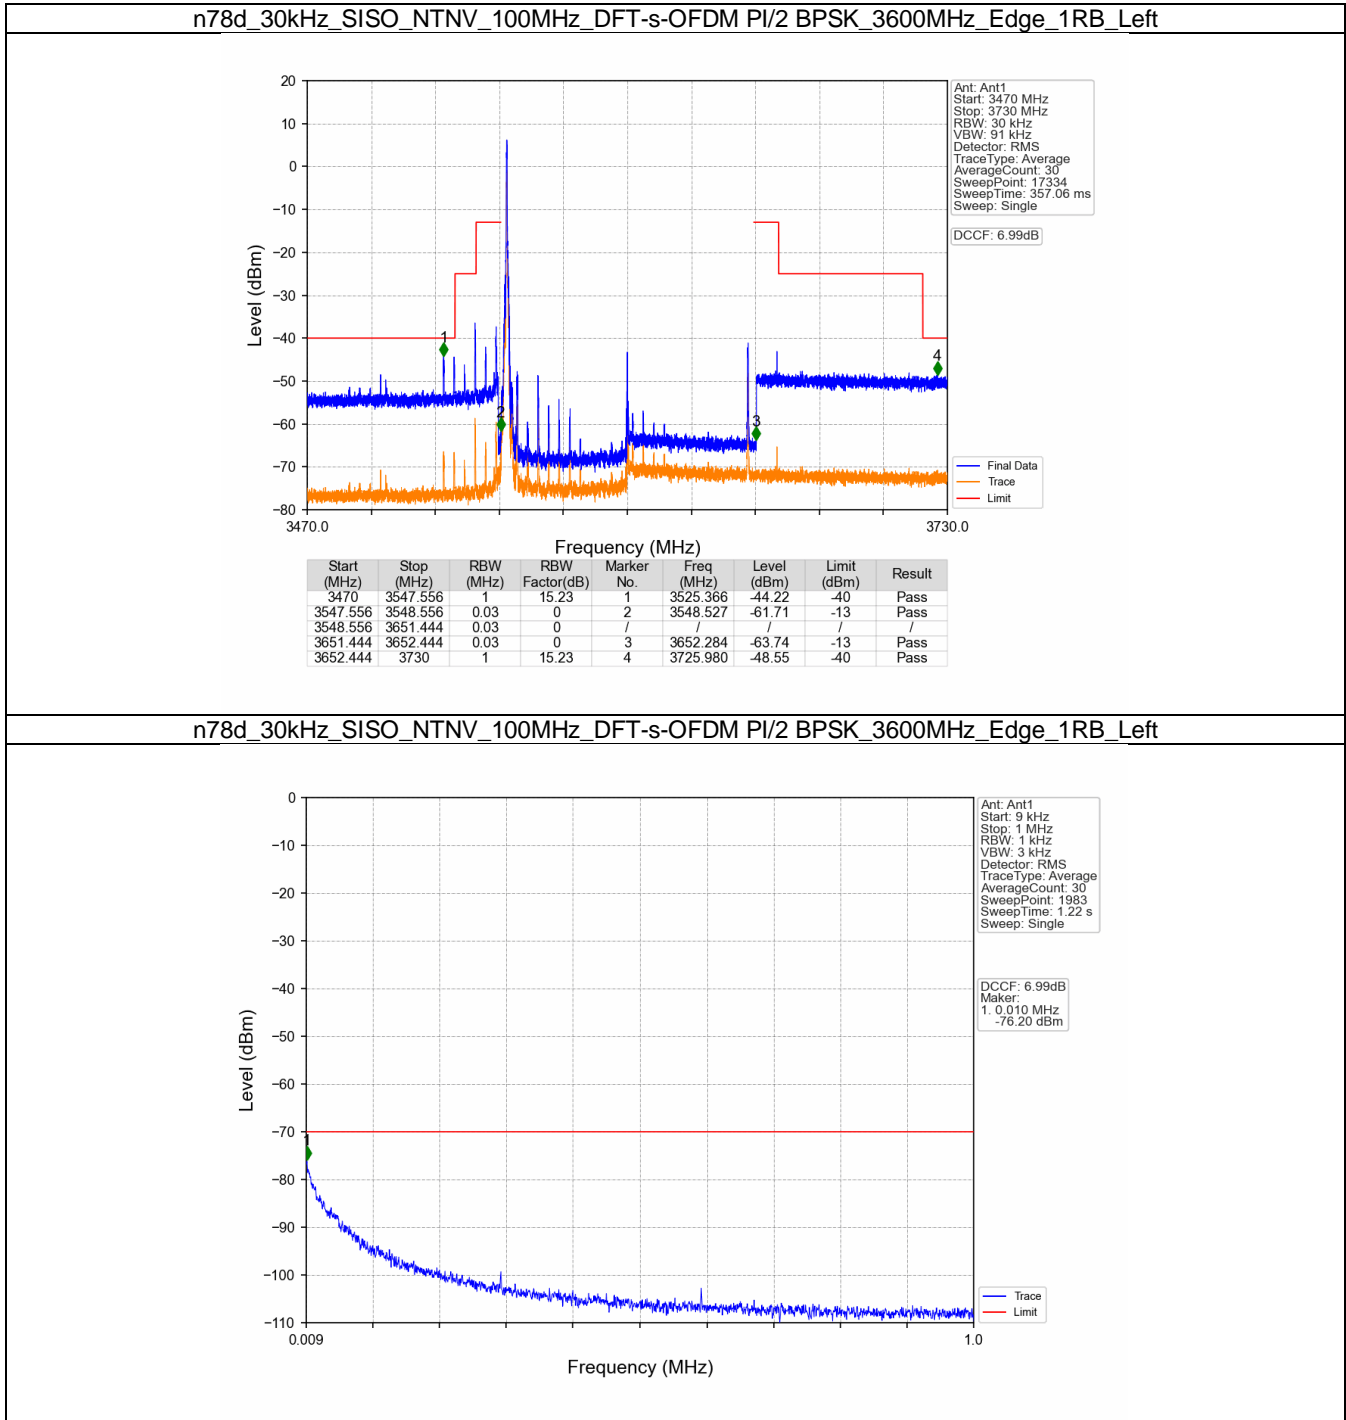 n78d_30kHz_SISO_NTNV_100MHz_DFT-s-OFDM PI/2 BPSK_3600MHz_Edge_1RB_Left
20
10
0
−10
−20
−30
−40
−50
−60
−70
−80
Level (dBm)
1
2
3
4
3470.0
3730.0
Frequency (MHz)
Ant: Ant1
Start: 3470 MHz
Stop: 3730 MHz
RBW: 30 kHz
VBW: 91 kHz
Detector: RMS
TraceType: Average
AverageCount: 30
SweepPoint: 17334
SweepTime: 357.06 ms
Sweep: Single
DCCF: 6.99dB
Final Data
Trace
Limit
Start (MHz) Stop (MHz) RBW (MHz) RBW Factor(dB) Marker No. Freq (MHz) Level (dBm) Limit (dBm) Result
3470 3547.556 1 15.23 1 3525.366 -44.22 -40 Pass
3547.556 3548.556 0.03 0 2 3548.527 -61.71 -13 Pass
3548.556 3651.444 0.03 0 / / / / /
3651.444 3652.444 0.03 0 3 3652.284 -63.74 -13 Pass
3652.444 3730 1 15.23 4 3725.980 -48.55 -40 Pass
n78d_30kHz_SISO_NTNV_100MHz_DFT-s-OFDM PI/2 BPSK_3600MHz_Edge_1RB_Left
0
−10
−20
−30
−40
−50
−60
−70
−80
−90
−100
−110
Level (dBm)
1
0.009
1.0
Frequency (MHz)
Ant: Ant1
Start: 9 kHz
Stop: 1 MHz
RBW: 1 kHz
VBW: 3 kHz
Detector: RMS
TraceType: Average
AverageCount: 30
SweepPoint: 1983
SweepTime: 1.22 s
Sweep: Single
DCCF: 6.99dB
Maker:
1. 0.010 MHz
-76.20 dBm
Trace
Limit